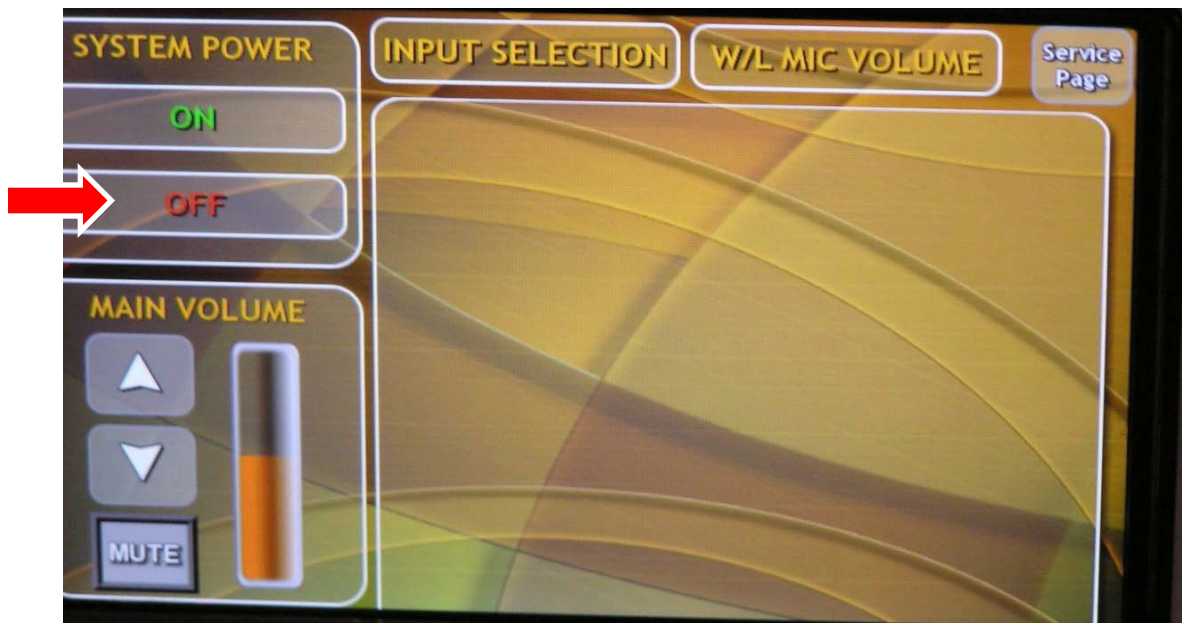 SYSTEM POWER
ON
OFF
MAIN VOLUME
MUTE
INPUT SELECTION
W/L MIC VOLUME
Service
Page